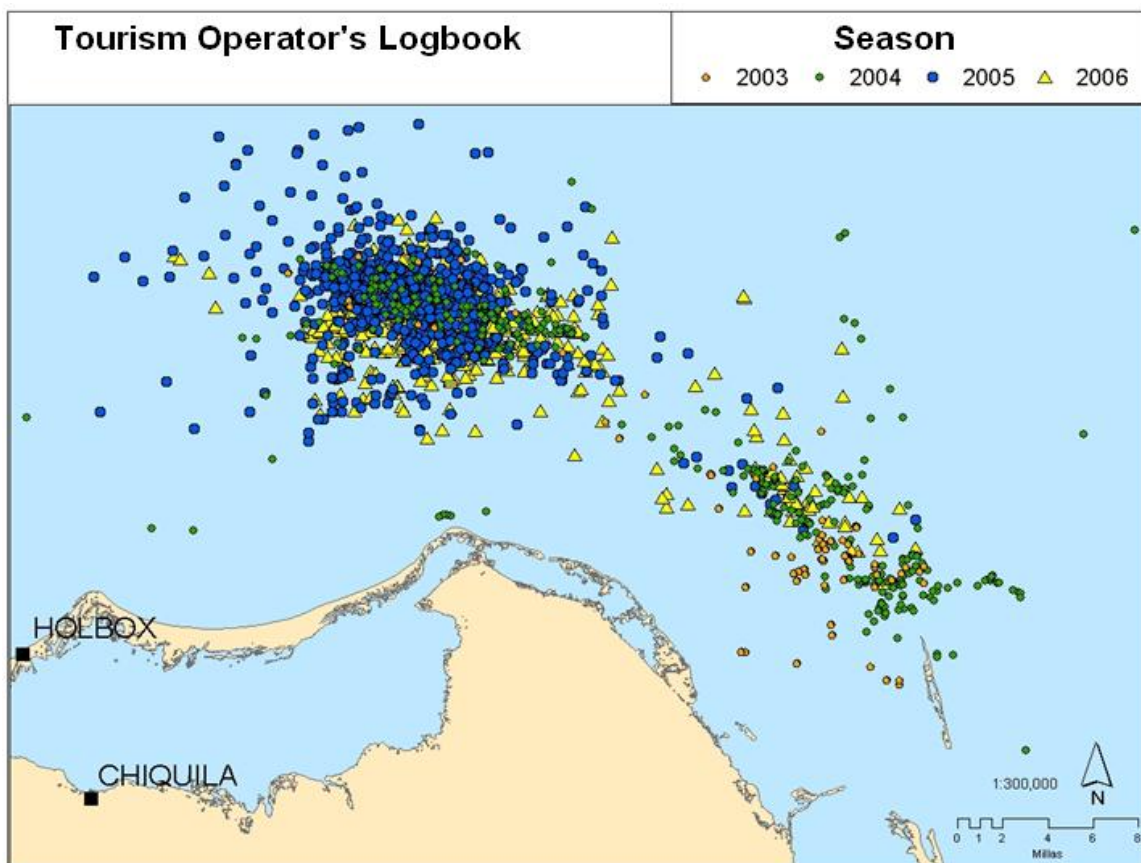 Tourism Operator's Logbook
Season
2003 2004 2005 2006
HOLBOX
CHIQUILA
1:300,000
N
0 1 2 4 6 8
Millas